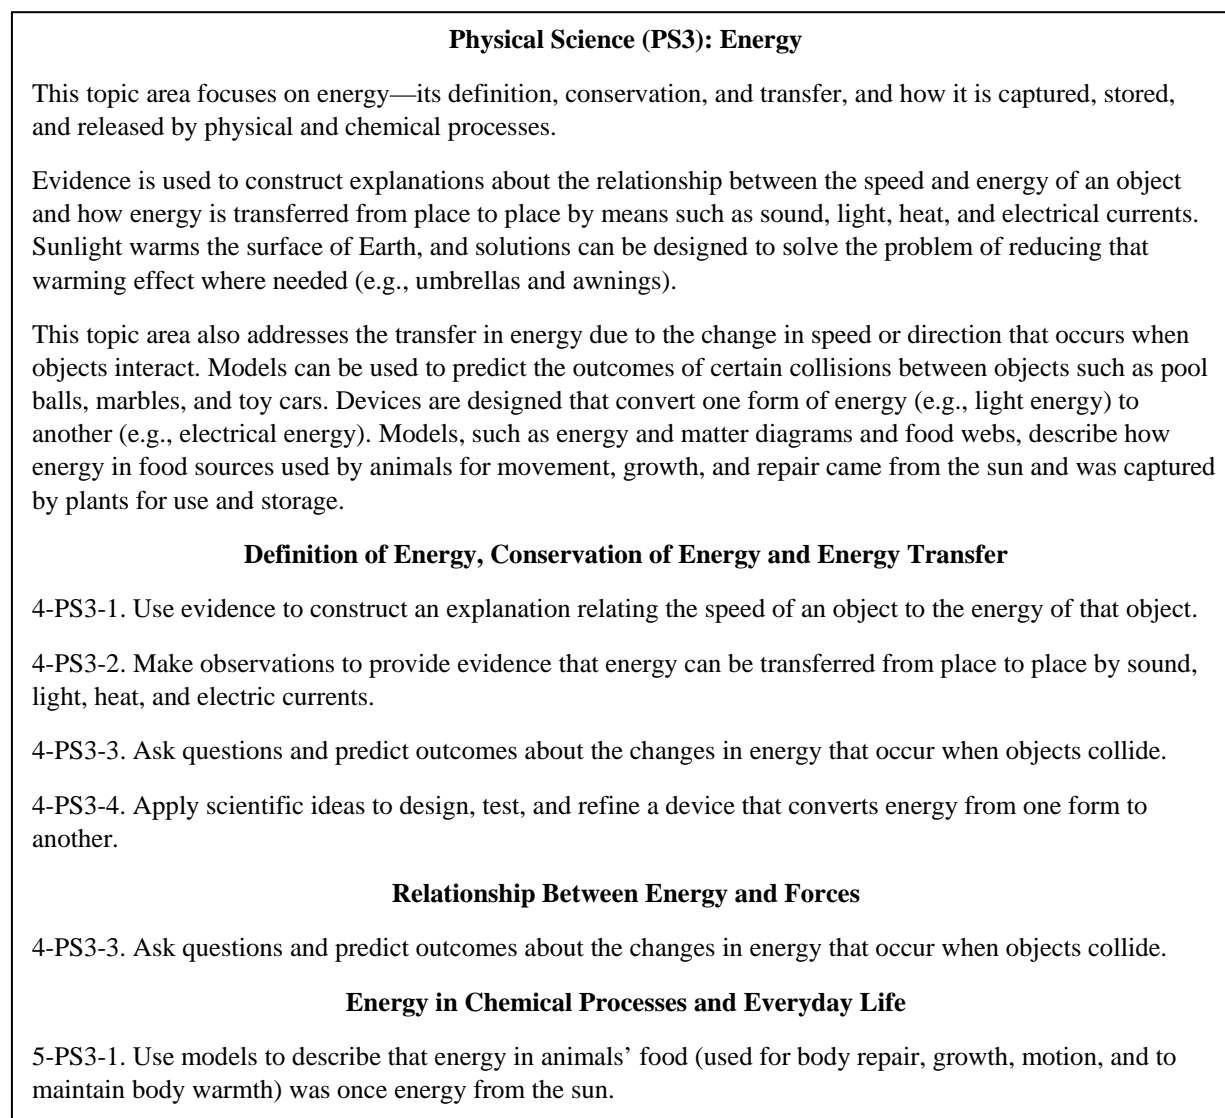 Physical Science (PS3): Energy
This topic area focuses on energy—its definition, conservation, and transfer, and how it is captured, stored,
and released by physical and chemical processes.
Evidence is used to construct explanations about the relationship between the speed and energy of an object
and how energy is transferred from place to place by means such as sound, light, heat, and electrical currents.
Sunlight warms the surface of Earth, and solutions can be designed to solve the problem of reducing that
warming effect where needed (e.g., umbrellas and awnings).
This topic area also addresses the transfer in energy due to the change in speed or direction that occurs when
objects interact. Models can be used to predict the outcomes of certain collisions between objects such as pool
balls, marbles, and toy cars. Devices are designed that convert one form of energy (e.g., light energy) to
another (e.g., electrical energy). Models, such as energy and matter diagrams and food webs, describe how
energy in food sources used by animals for movement, growth, and repair came from the sun and was captured
by plants for use and storage.
Definition of Energy, Conservation of Energy and Energy Transfer
4-PS3-1. Use evidence to construct an explanation relating the speed of an object to the energy of that object.
4-PS3-2. Make observations to provide evidence that energy can be transferred from place to place by sound,
light, heat, and electric currents.
4-PS3-3. Ask questions and predict outcomes about the changes in energy that occur when objects collide.
4-PS3-4. Apply scientific ideas to design, test, and refine a device that converts energy from one form to
another.
Relationship Between Energy and Forces
4-PS3-3. Ask questions and predict outcomes about the changes in energy that occur when objects collide.
Energy in Chemical Processes and Everyday Life
5-PS3-1. Use models to describe that energy in animals’ food (used for body repair, growth, motion, and to
maintain body warmth) was once energy from the sun.